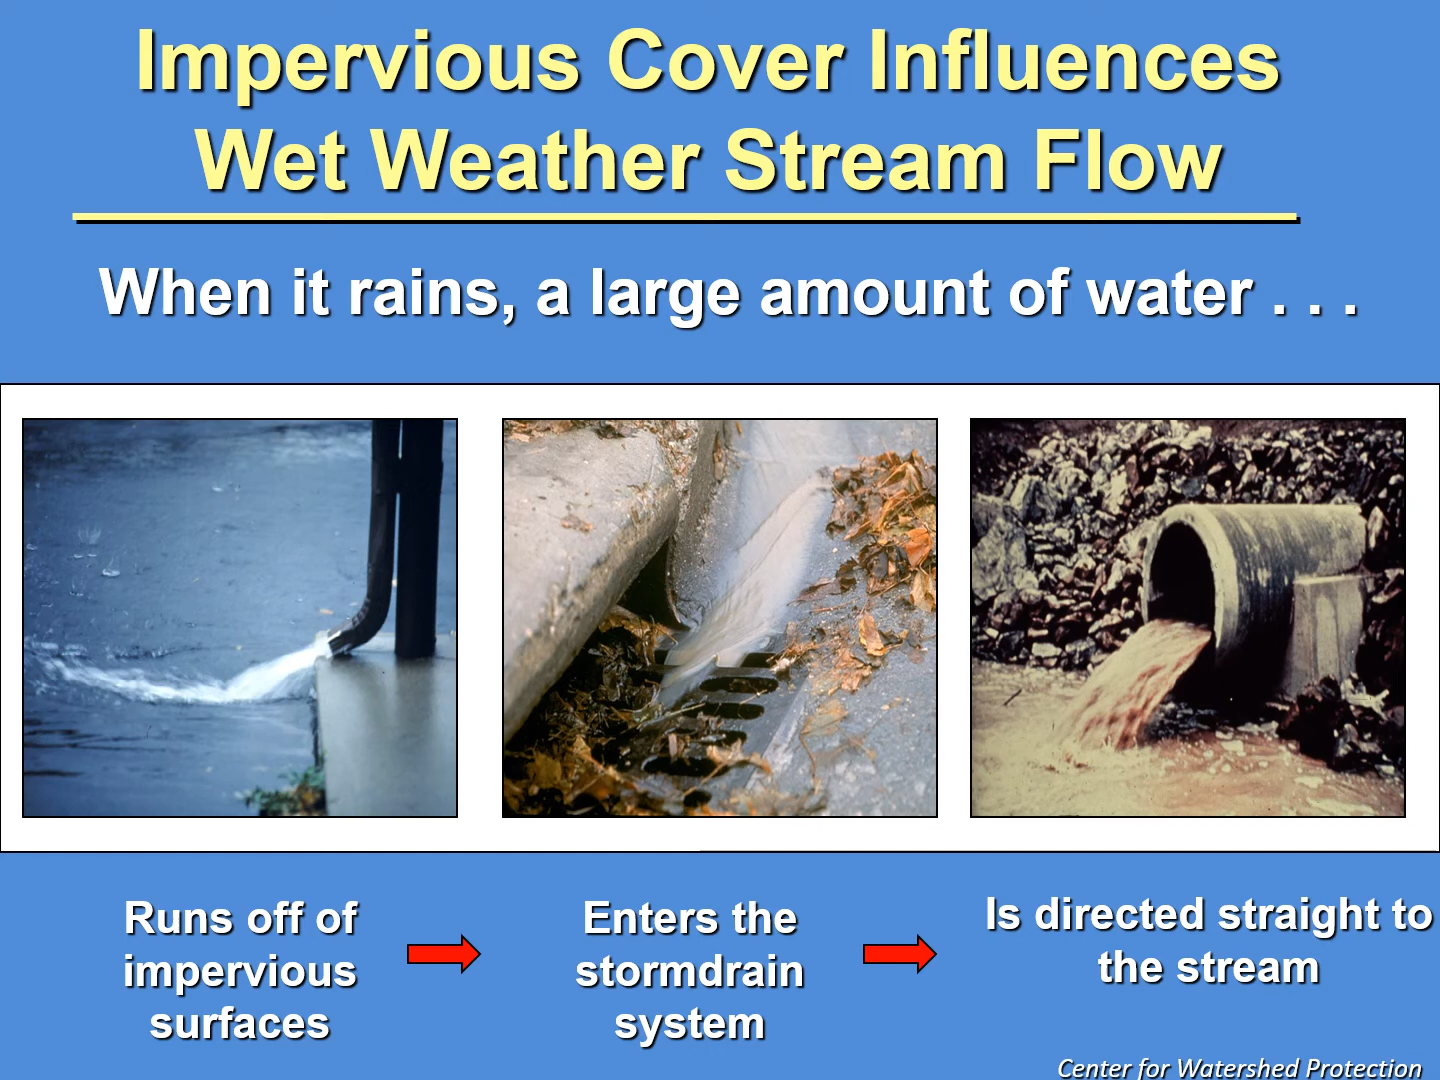 Impervious Cover Influences
Wet Weather Stream Flow
When it rains, a large amount of water . . .
Runs off of
impervious
surfaces
Enters the
stormdrain
system
Is directed straight to
the stream
Center for Watershed Protection